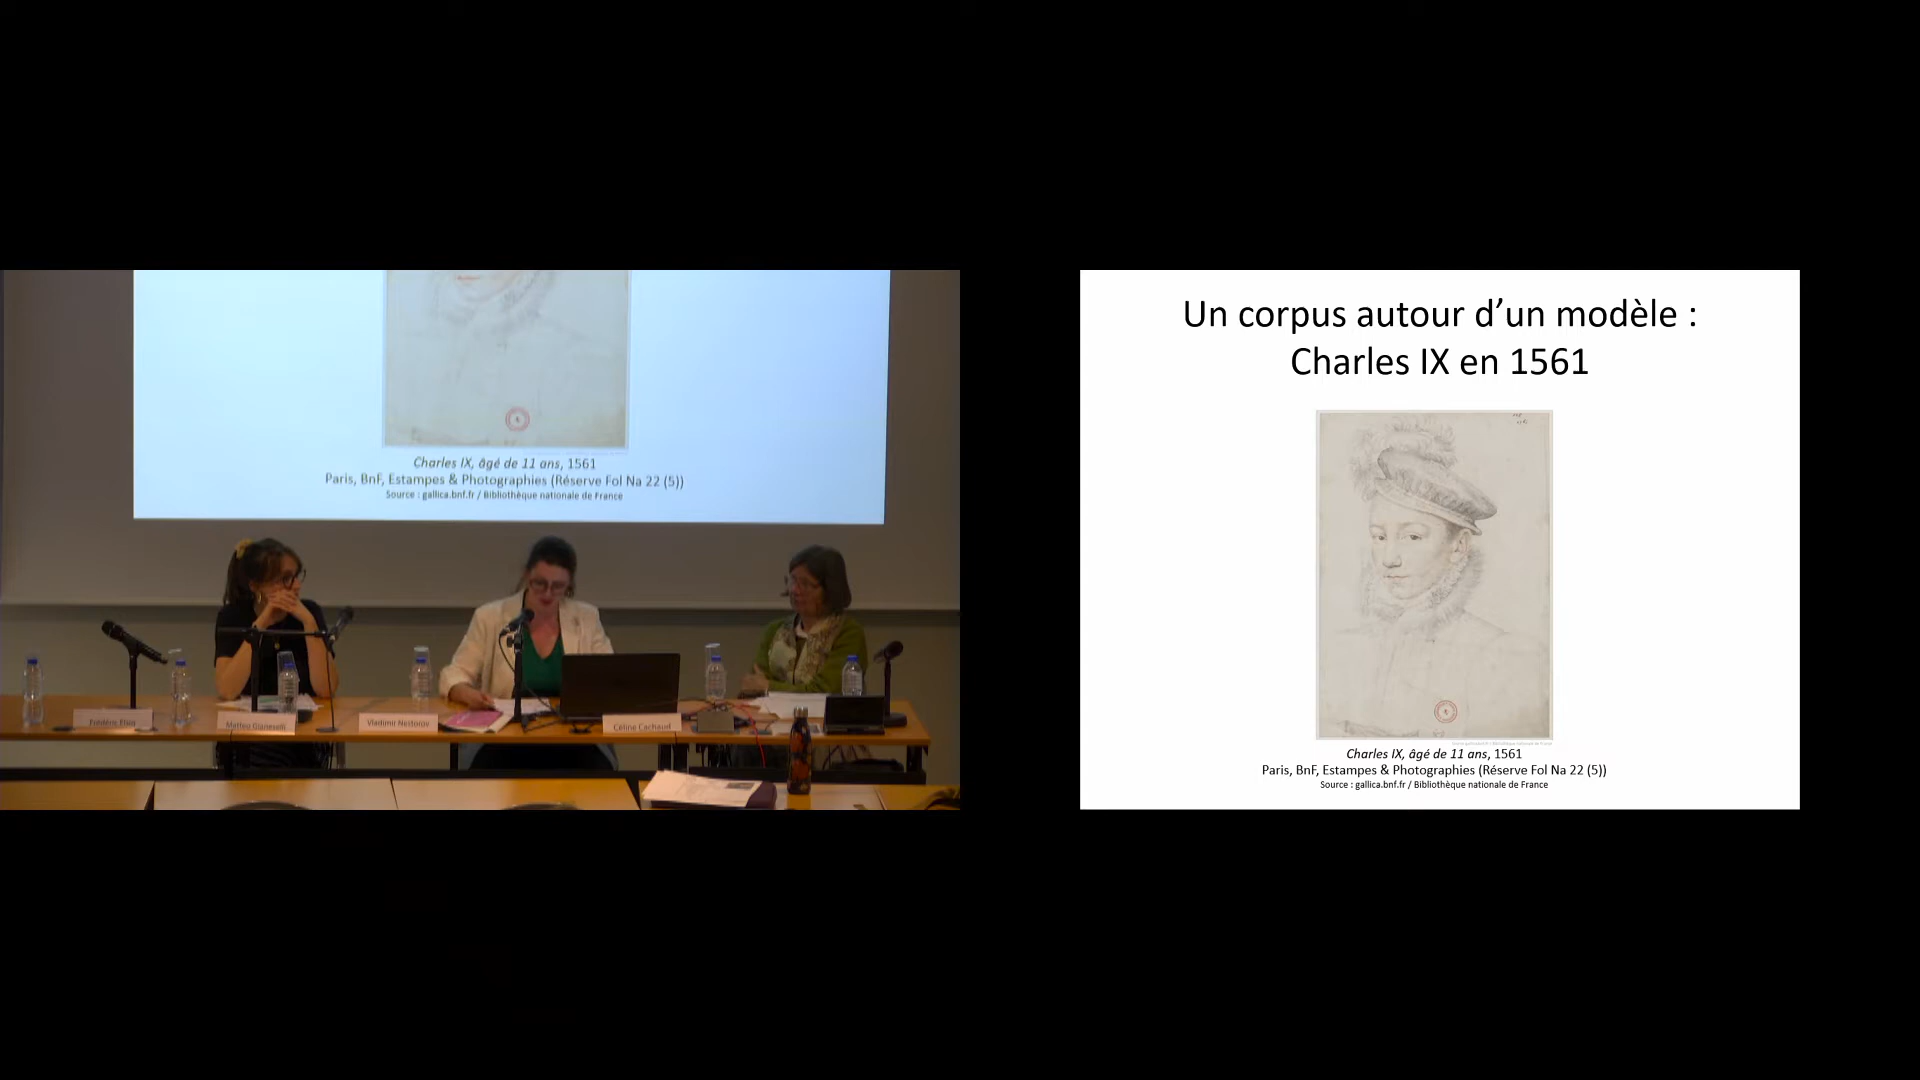 Charles IX, âgé de 11 ans, 1561
Paris, BnF, Estampes & Photographies (Réserve Fol Na 22 (5))
Source : gallica.bnf.fr / Bibliothèque nationale de France
Frédéric Elsig
Matteo Gianeselli
Vladimir Nestorov
Céline Cachaud
Un corpus autour d’un modèle :
Charles IX en 1561
Charles IX, âgé de 11 ans, 1561
Paris, BnF, Estampes & Photographies (Réserve Fol Na 22 (5))
Source : gallica.bnf.fr / Bibliothèque nationale de France